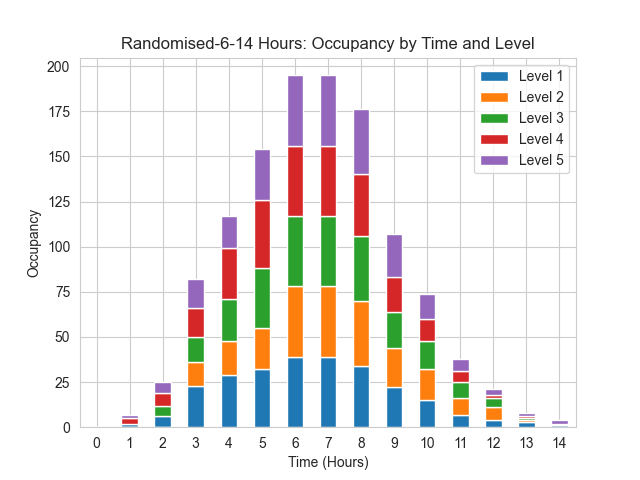 Randomised-6-14 Hours: Occupancy by Time and Level
Level 1
Level 2
Level 3
Level 4
Level 5
Occupancy
200
175
150
125
100
75
50
25
0
0 1 2 3 4 5 6 7 8 9 10 11 12 13 14
Time (Hours)